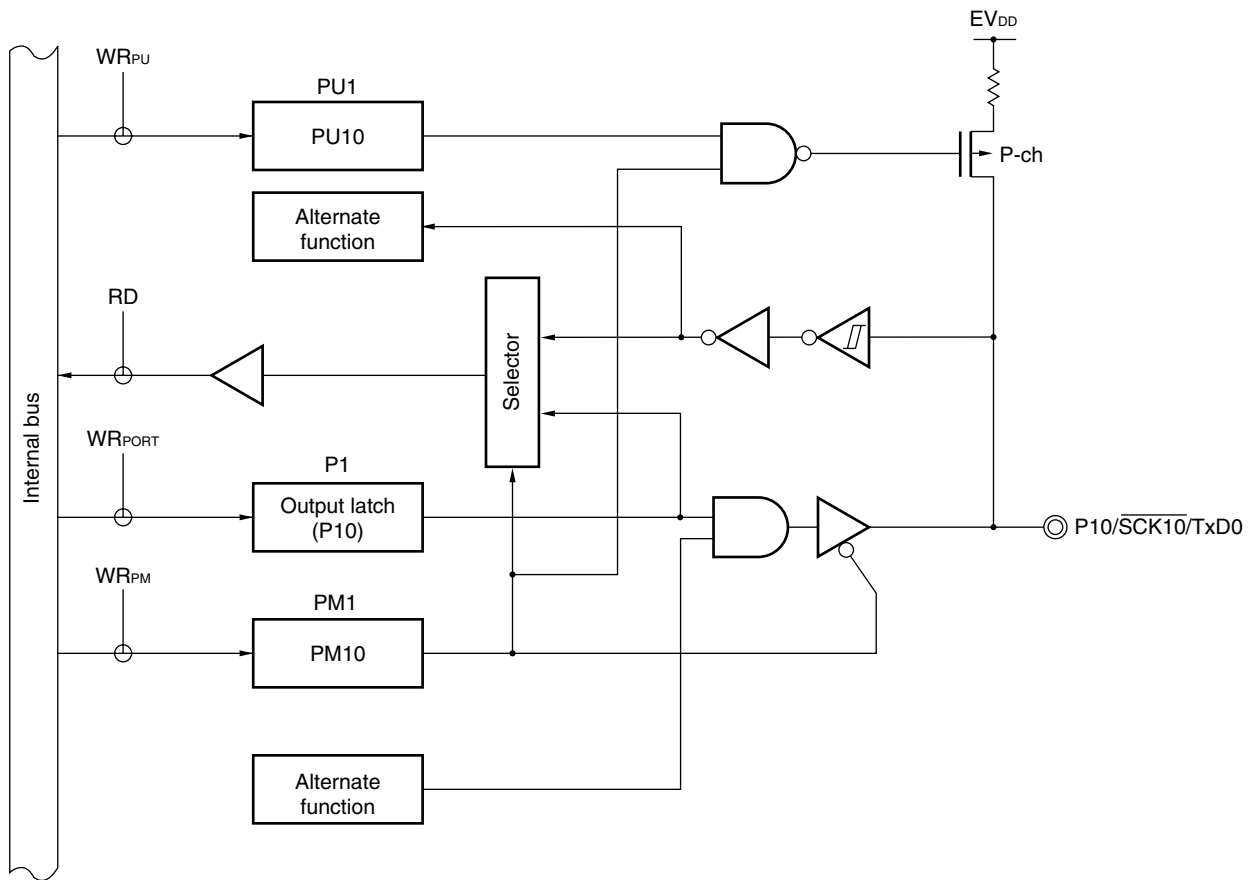 EVDD
WRPU
PU1
PU10
P-ch
Alternate
function
RD
Selector
Internal bus
WRPORT
P1
Output latch
(P10)
P10/SCK10/TxD0
WRPM
PM1
PM10
Alternate
function